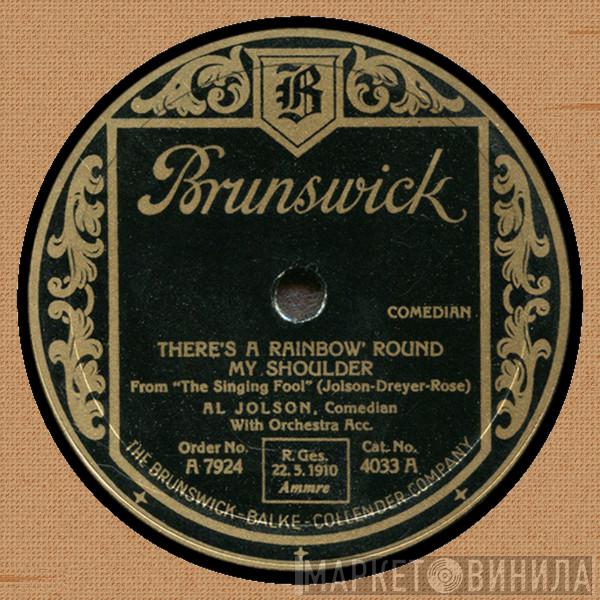 B
Brunswick
COMEDIAN
THERE'S A RAINBOW' ROUND
MY SHOULDER
From "The Singing Fool" (Jolson-Dreyer-Rose)
AL JOLSON, Comedian
With Orchestra Acc.
Order No.
A 7924
R. Ges.
22. 5. 1910
Ammre
Cat. No.
4033 A
THE BRUNSWICK-BALKE-COLLENDER COMPANY
МАРКЕТ ВИНИЛА